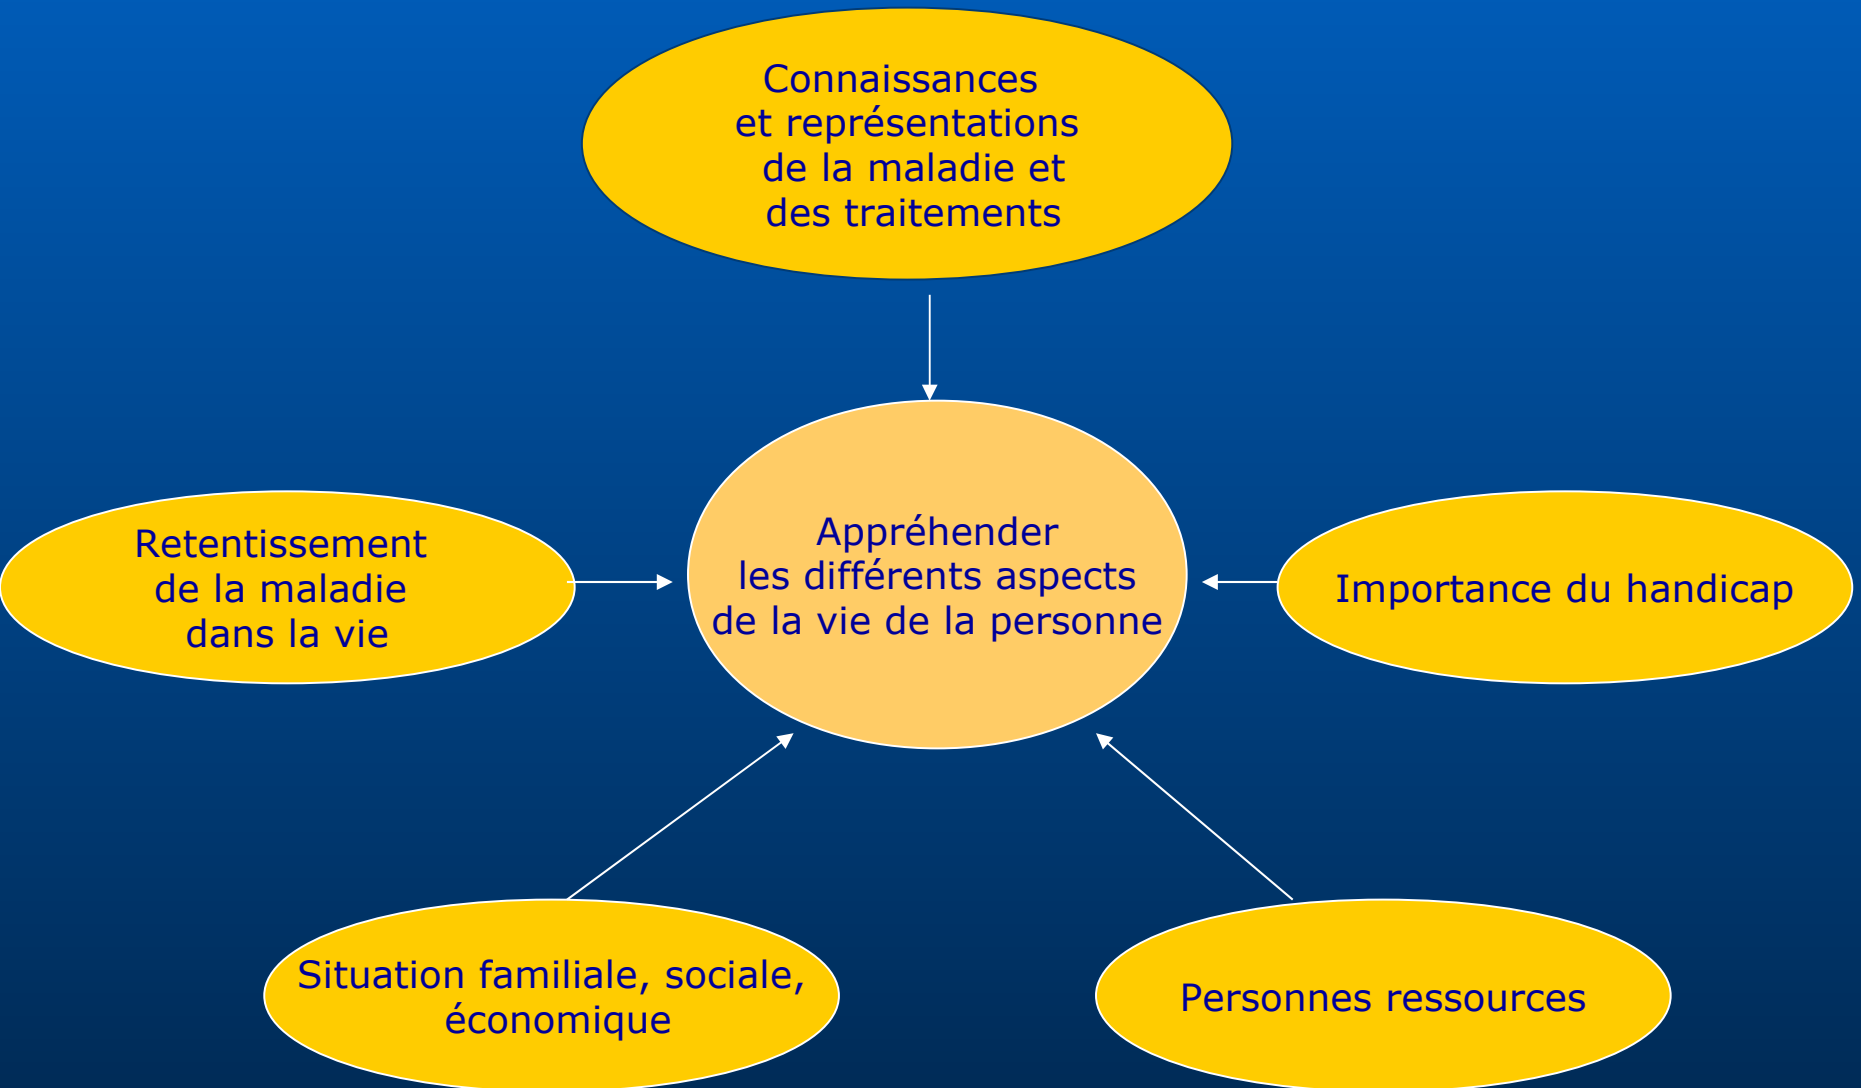 Connaissances
et représentations
de la maladie et
des traitements
Appréhender
les différents aspects
de la vie de la personne
Retentissement
de la maladie
dans la vie
Importance du handicap
Situation familiale, sociale,
économique
Personnes ressources